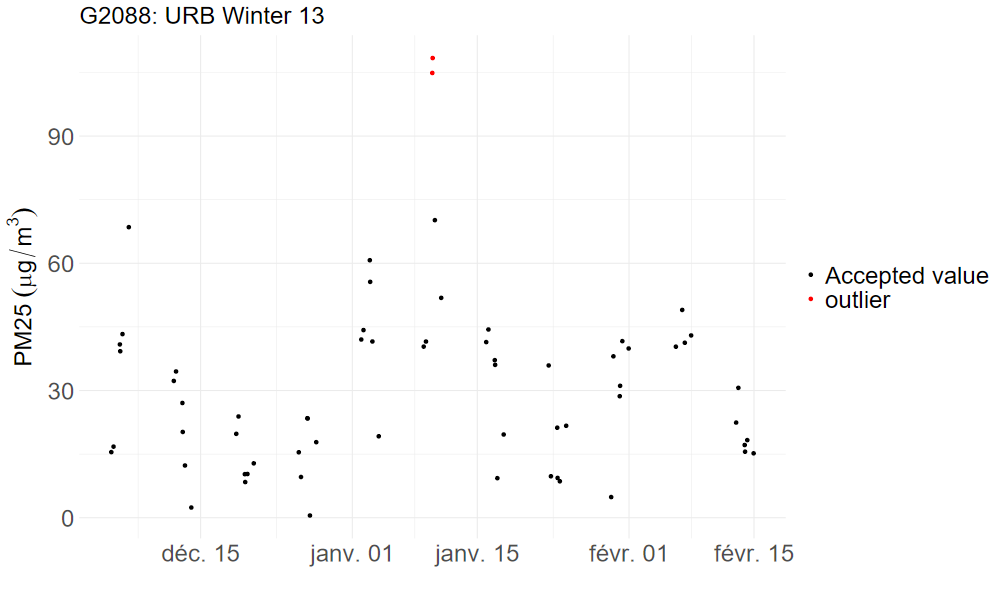 G2088: URB Winter 13
PM25 (μg/m³)
90
60
30
0
déc. 15
janv. 01
janv. 15
févr. 01
févr. 15
Accepted value
outlier